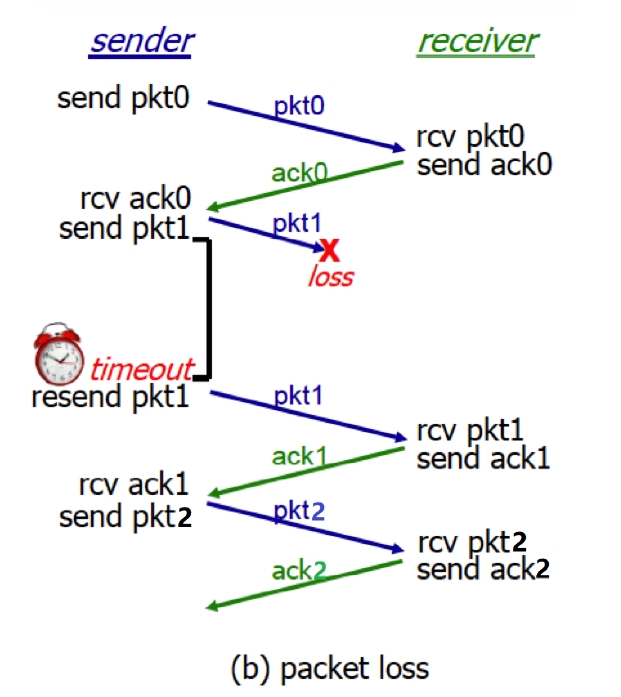 sender
receiver
send pkt0
pkt0
rcv pkt0
send ack0
ack0
rcv ack0
send pkt1
pkt1
X
loss
timeout
resend pkt1
pkt1
rcv pkt1
send ack1
ack1
rcv ack1
send pkt2
pkt2
rcv pkt2
send ack2
ack2
(b) packet loss